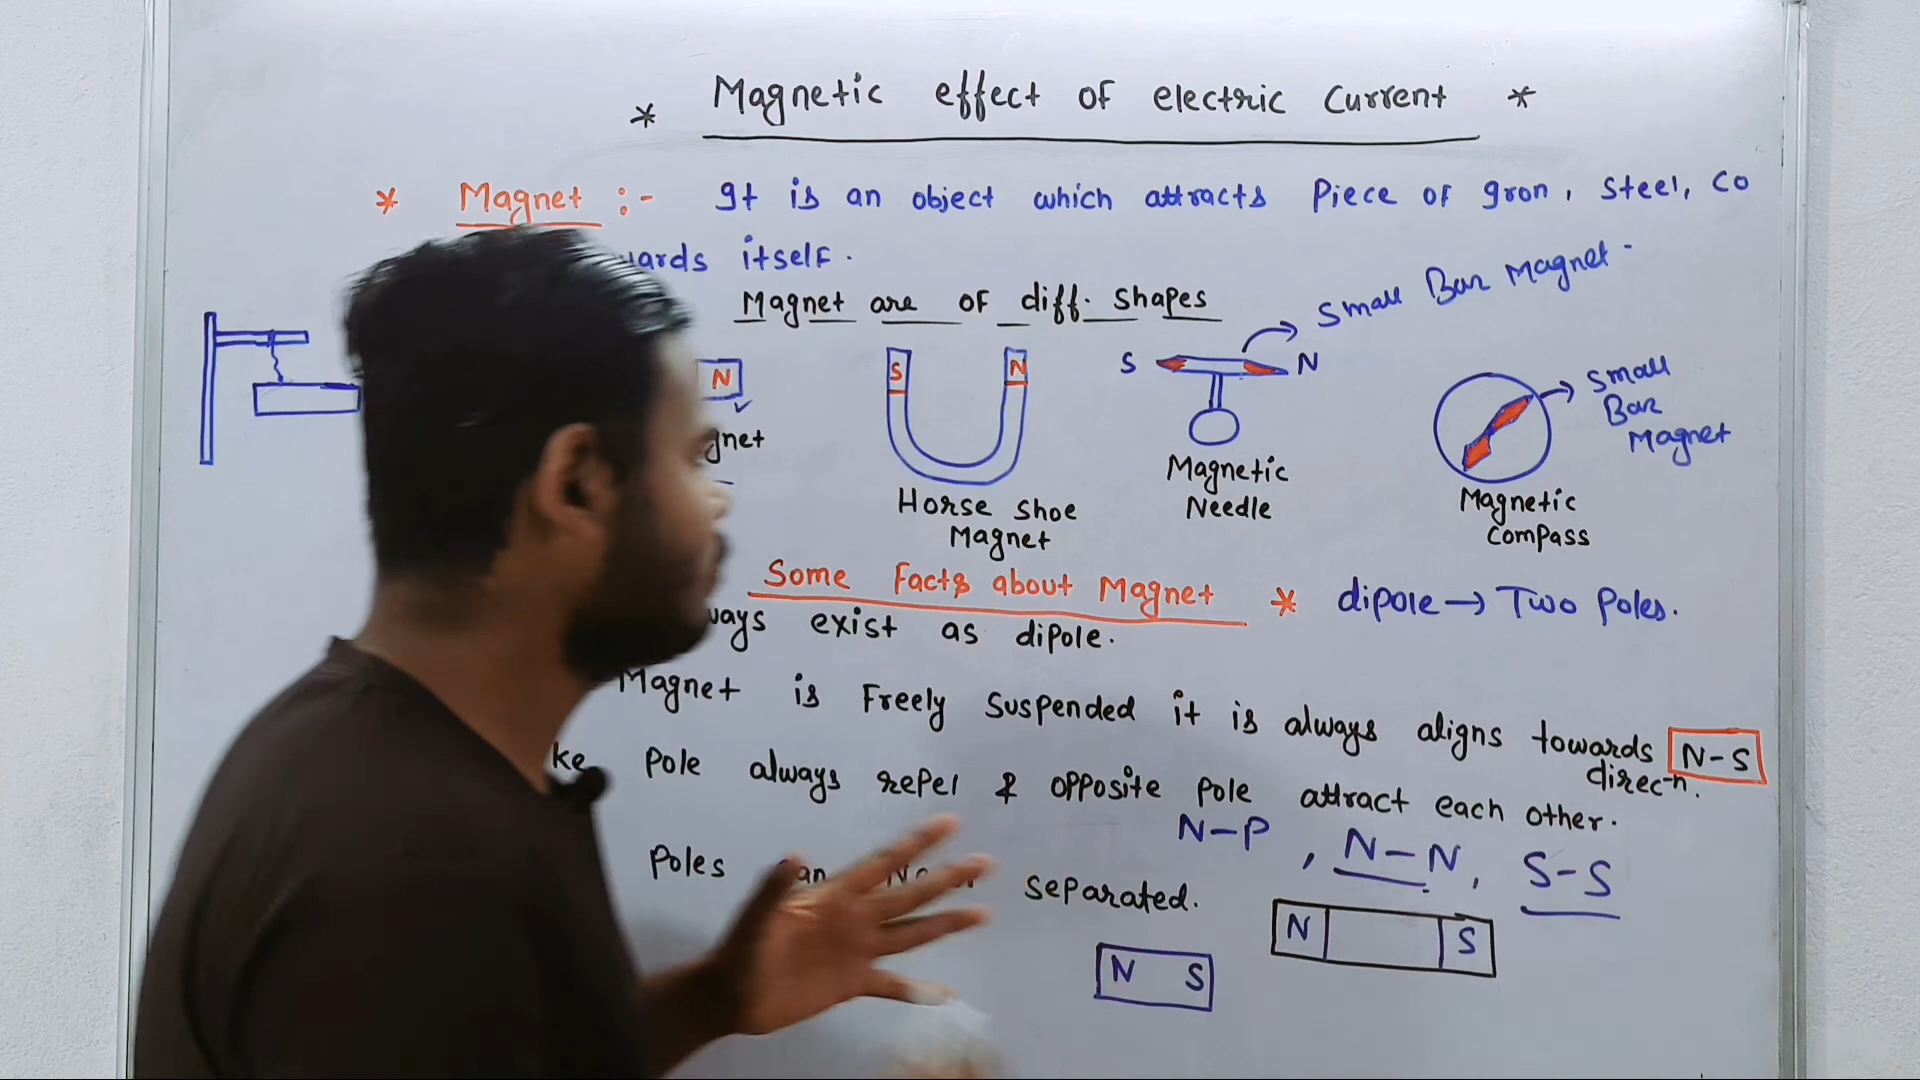 * Magnetic effect of electric Current *
* Magnet :- It is an object which attracts Piece of Iron, Steel, Co
itself.
Magnet are of diff. Shapes
Small Bar Magnet.
N
S N
S N
Small Bar Magnet
Horse Shoe Magnet
Magnetic Needle
Magnetic Compass
Some Facts about Magnet * dipole → Two Poles.
exist as dipole.
Magnet is Freely Suspended it is always aligns towards N-S direcn.
Pole always repel & opposite Pole attract each other.
N-P, N-N, S-S
Poles separated.
N S
N S